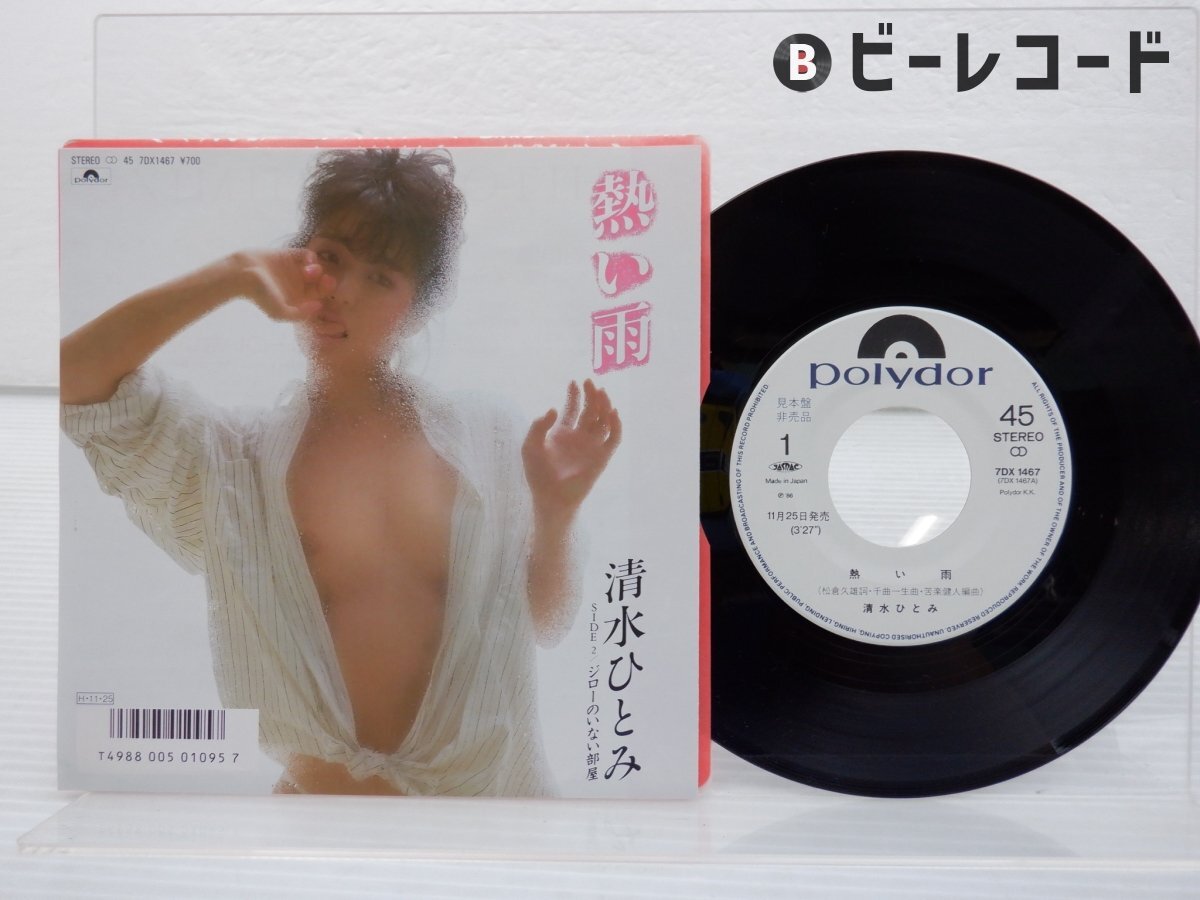 B ビーレコード
STEREO 45 7DX1467 ¥700
polydor
熱い雨
清水ひとみ
SIDE 2/ジローのいない部屋
H・11・25
T4988 005 01095 7
polydor
見本盤
非売品
1
JASRAC
Made in Japan
Ⓟ '86
11月25日発売
(3'27")
45
STEREO
7DX 1467
(7DX 1467A)
Polydor K.K.
熱い雨
(松倉久雄詞・千曲一生曲・苫楽健人編曲)
清水ひとみ
ALL RIGHTS OF THE PRODUCER AND OF THE OWNER OF THE WORK REPRODUCED RESERVED. UNAUTHORISED COPYING, HIRING, LENDING, PUBLIC PERFORMANCE AND BROADCASTING OF THIS RECORD PROHIBITED